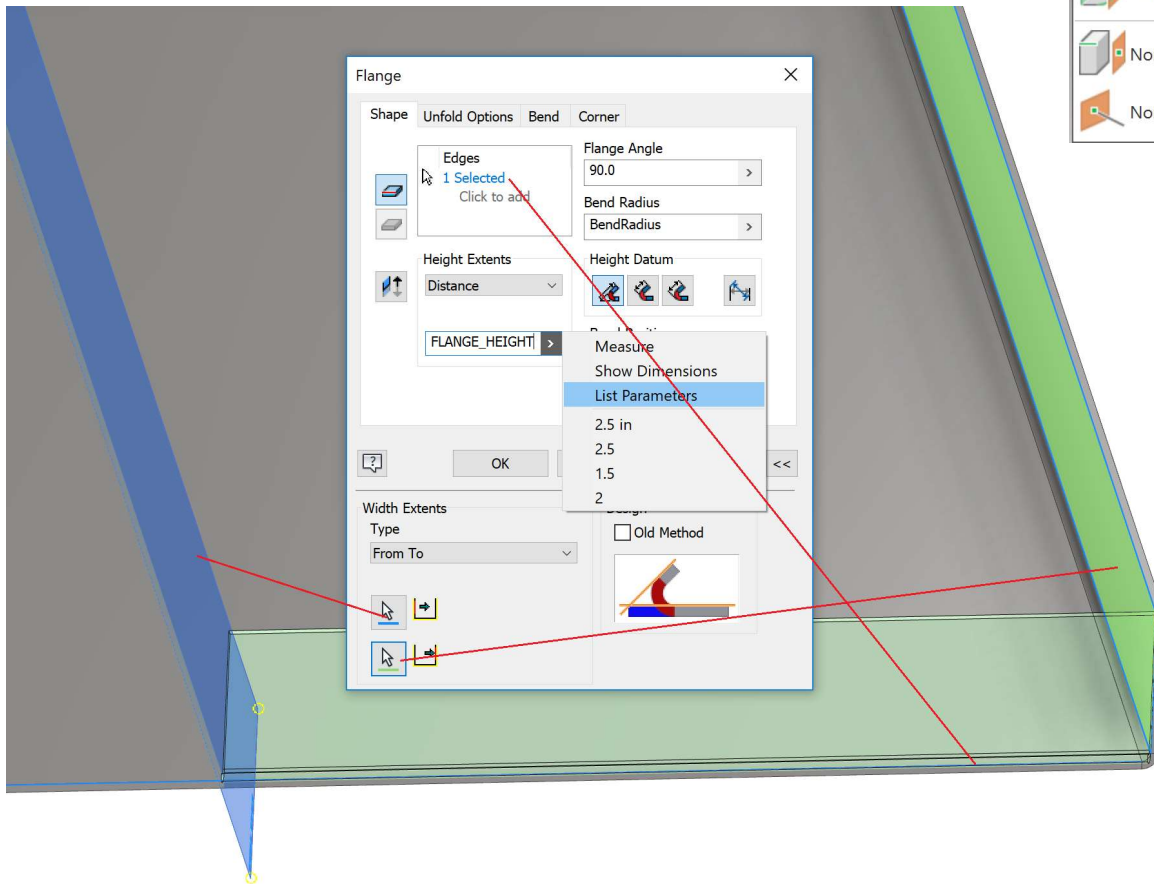 No
No
Flange
Shape Unfold Options Bend Corner
Edges
1 Selected
Click to add
Flange Angle
90.0
Bend Radius
BendRadius
Height Extents
Distance
FLANGE_HEIGHT
Height Datum
Measure
Show Dimensions
List Parameters
2.5 in
2.5
1.5
2
OK
<<
Width Extents
Type
From To
Old Method